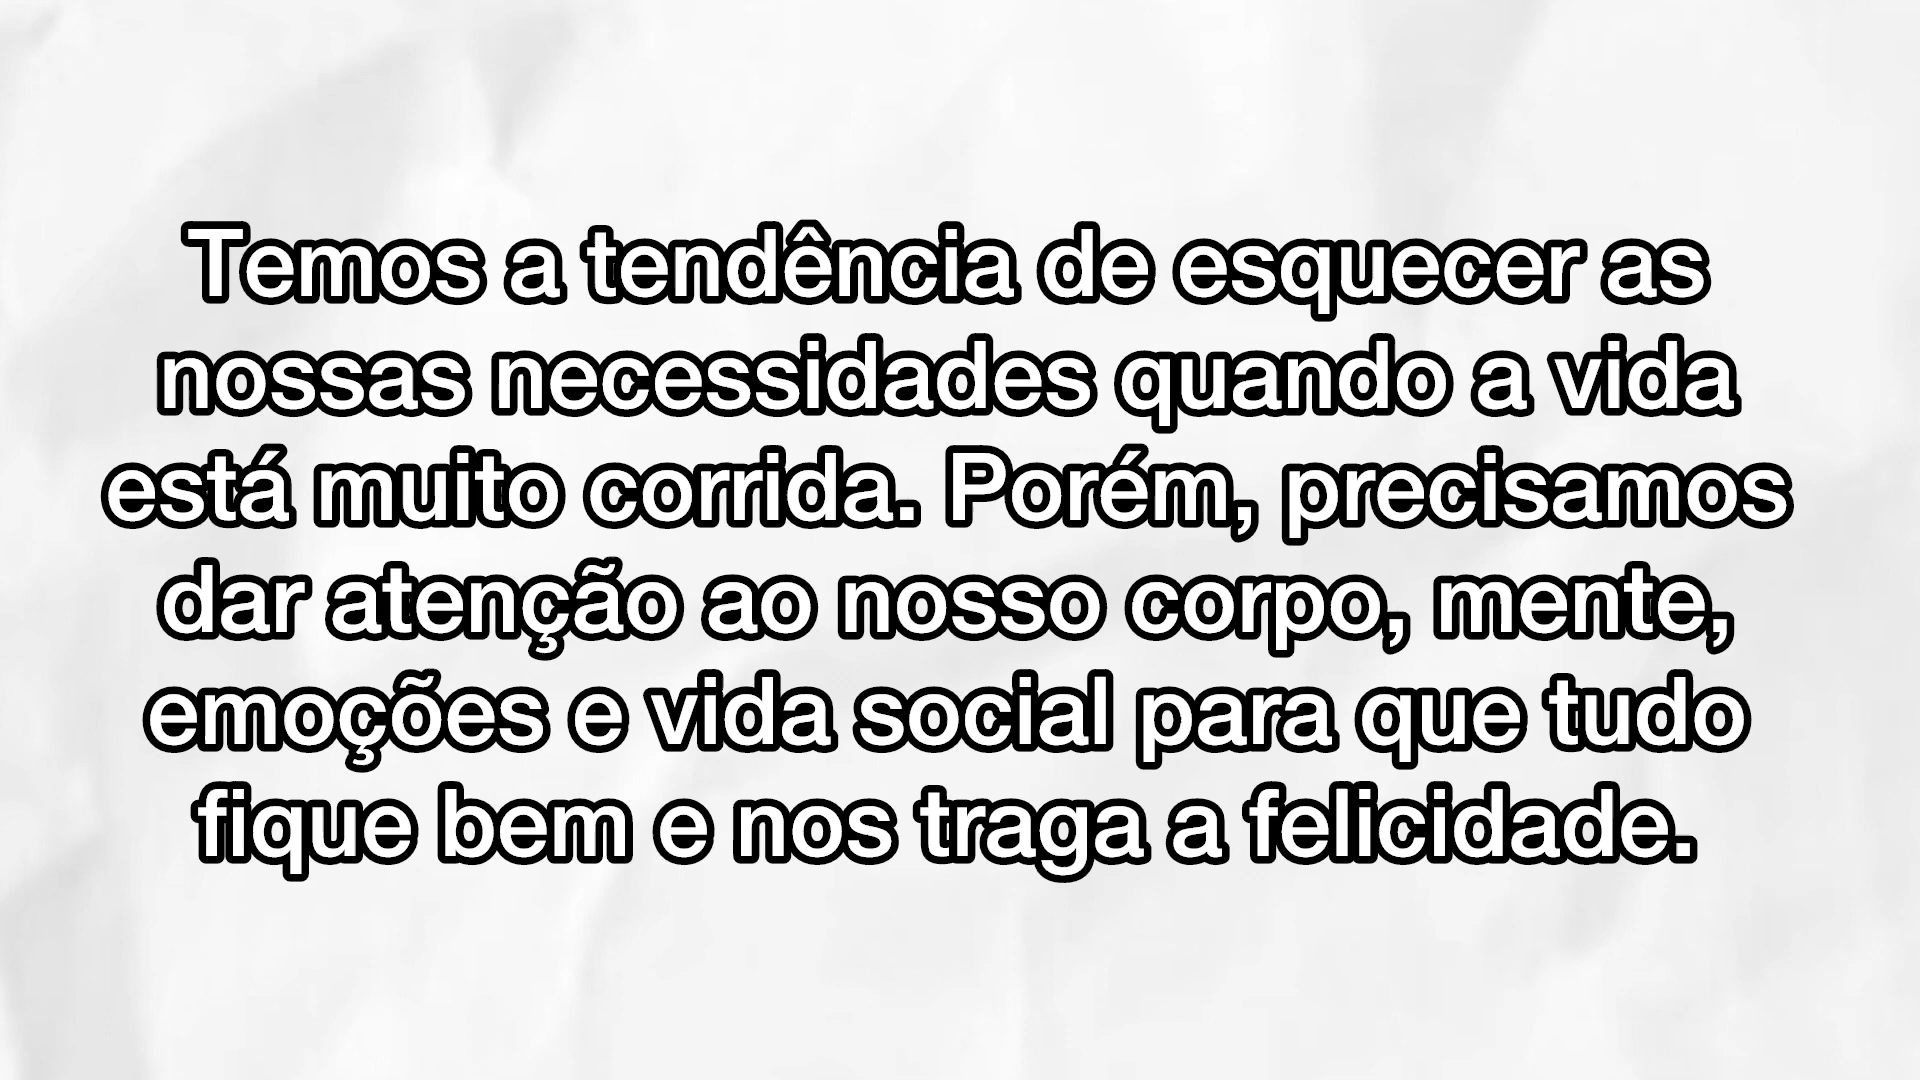 Temos a tendência de esquecer as
nossas necessidades quando a vida
está muito corrida. Porém, precisamos
dar atenção ao nosso corpo, mente,
emoções e vida social para que tudo
fique bem e nos traga a felicidade.